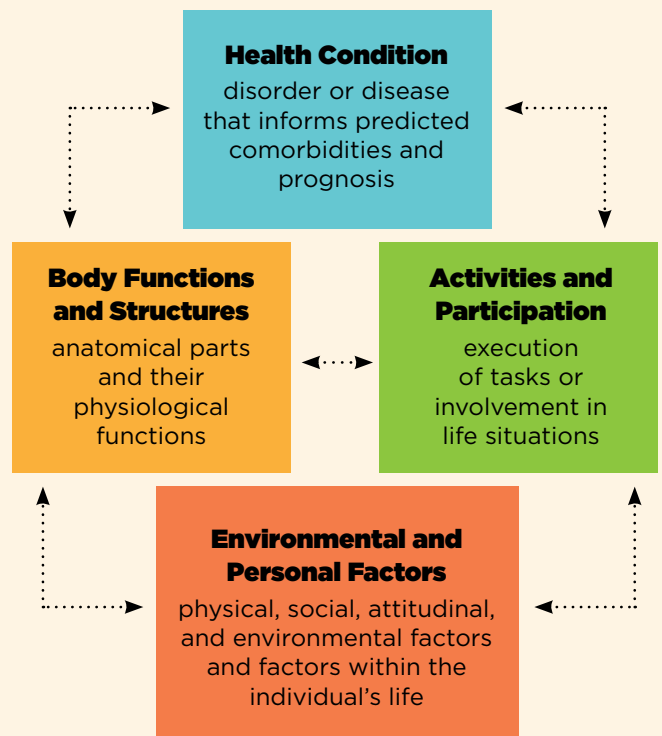 Health Condition
disorder or disease
that informs predicted
comorbidities and
prognosis
Body Functions
and Structures
anatomical parts
and their
physiological
functions
Activities and
Participation
execution
of tasks or
involvement in
life situations
Environmental and
Personal Factors
physical, social, attitudinal,
and environmental factors
and factors within the
individual’s life